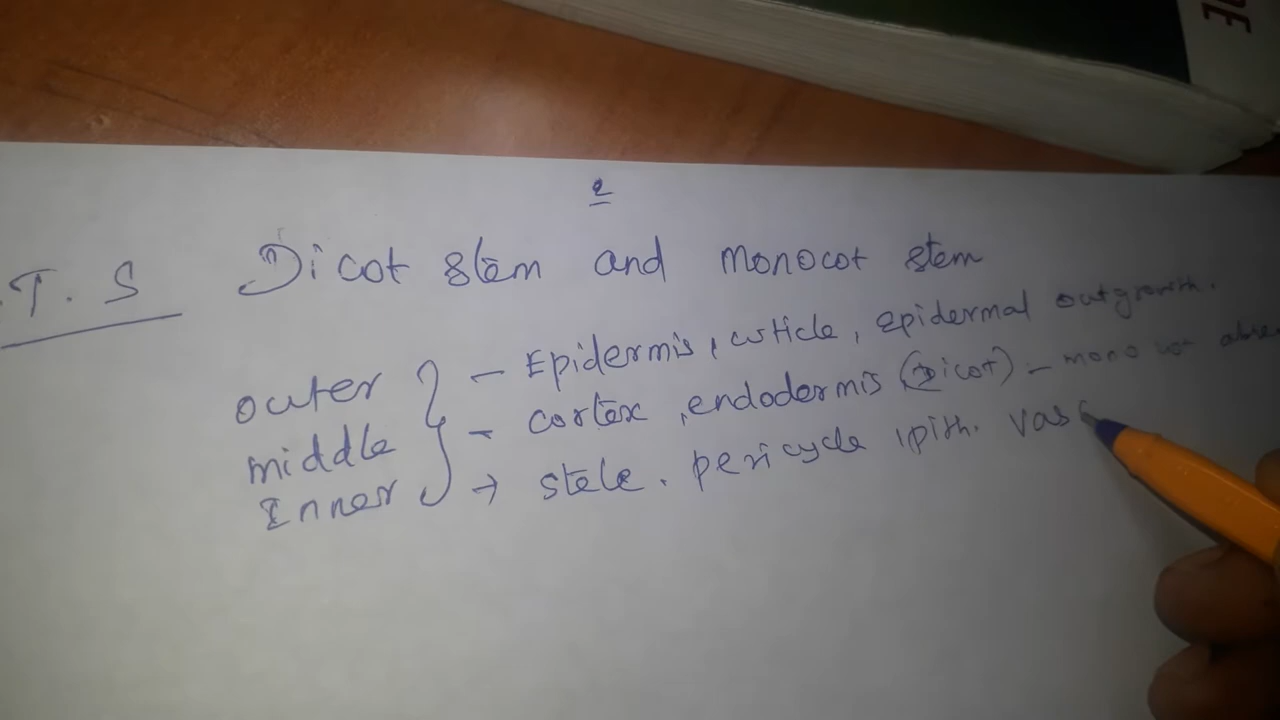 2
T. S Dicot stem and monocot stem
outer - Epidermis, cuticle, epidermal outgrowth.
middle - cortex, endodermis (Dicot) - mono cot
Inner → stele. pericycle, pith. vas